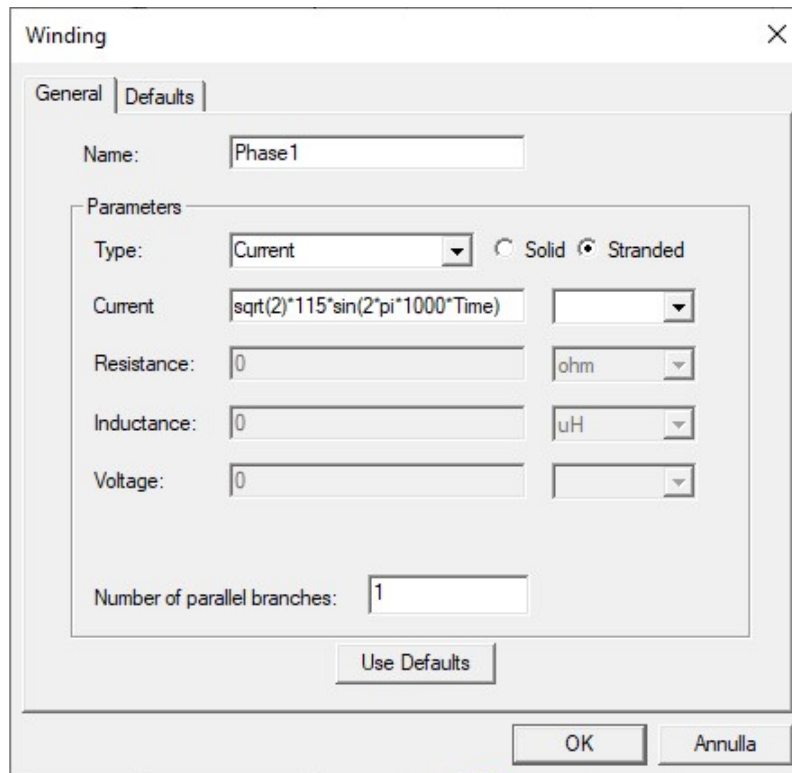 Winding
General Defaults
Name: Phase1
Parameters
Type: Current Solid Stranded
Current sqrt(2)*115*sin(2*pi*1000*Time)
Resistance: 0 ohm
Inductance: 0 uH
Voltage: 0
Number of parallel branches: 1
Use Defaults
OK Annulla